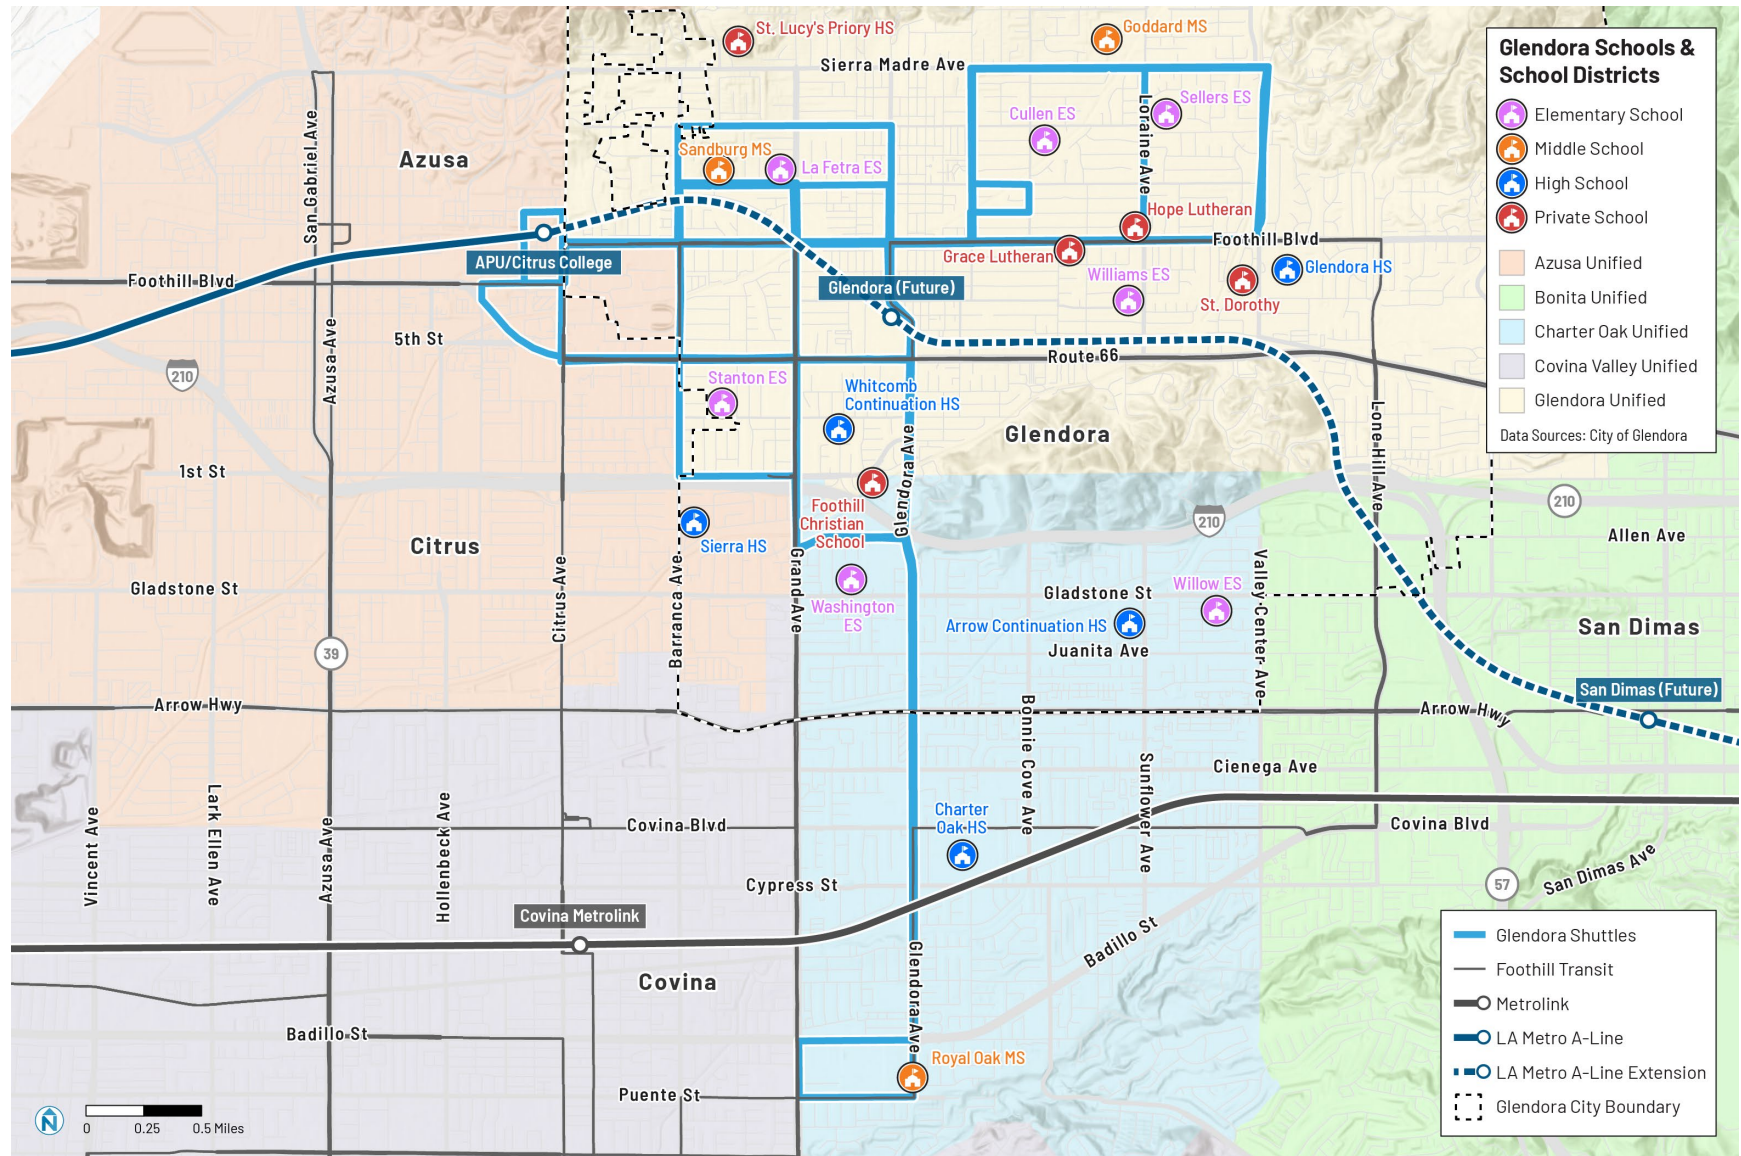 St. Lucy's Priory HS
Goddard MS
Sierra Madre Ave
Glendora Schools &
School Districts
Elementary School
Middle School
High School
Private School
Azusa Unified
Bonita Unified
Charter Oak Unified
Covina Valley Unified
Glendora Unified
Data Sources: City of Glendora
Cullen ES
Sellers ES
Loraine Ave
San Gabriel Ave
Azusa
Sandburg MS
La Fetra ES
Hope Lutheran
Foothill Blvd
Grace Lutheran
APU/Citrus College
Williams ES
Glendora HS
St. Dorothy
Foothill Blvd
Glendora (Future)
5th St
Azusa Ave
210
Route 66
Stanton ES
Whitcomb
Continuation HS
Glendora
Glendora Ave
Lone Hill Ave
1st St
Foothill
Christian
School
210
210
Allen Ave
Citrus
Sierra HS
Citrus Ave
Barranca Ave
Grand Ave
Washington
ES
Gladstone St
Gladstone St
Willow ES
Arrow Continuation HS
Juanita Ave
Valley Center Ave
San Dimas
39
San Dimas (Future)
Arrow Hwy
Arrow Hwy
Bonnie Cove Ave
Sunflower Ave
Cienega Ave
Charter
Oak HS
Vincent Ave
Lark Ellen Ave
Azusa Ave
Hollenbeck Ave
Covina Blvd
Covina Blvd
Cypress St
San Dimas Ave
57
Covina Metrolink
Badillo St
Covina
Glendora Ave
Badillo St
Royal Oak MS
Puente St
Glendora Shuttles
Foothill Transit
Metrolink
LA Metro A-Line
LA Metro A-Line Extension
Glendora City Boundary
N
0
0.25
0.5 Miles